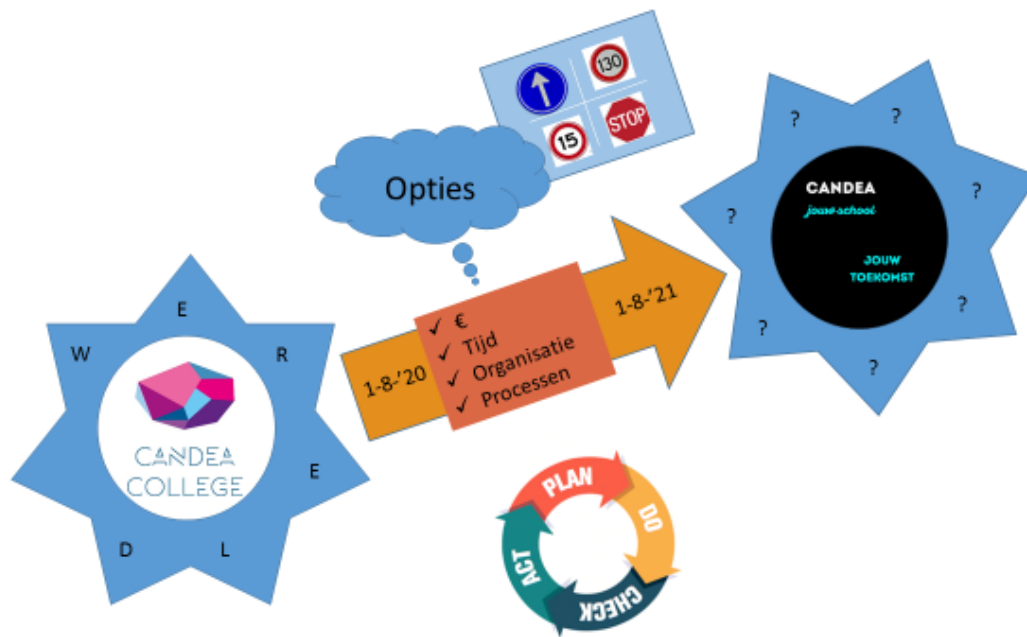 130
15
STOP
Opties
?
?
?
?
?
?
?
CANDEA
jouw school
JOUW
TOEKOMST
1-8-'20
✓ €
✓ Tijd
✓ Organisatie
✓ Processen
1-8-'21
W
E
R
E
L
D
CANDEA
COLLEGE
PLAN
DO
CHECK
ACT